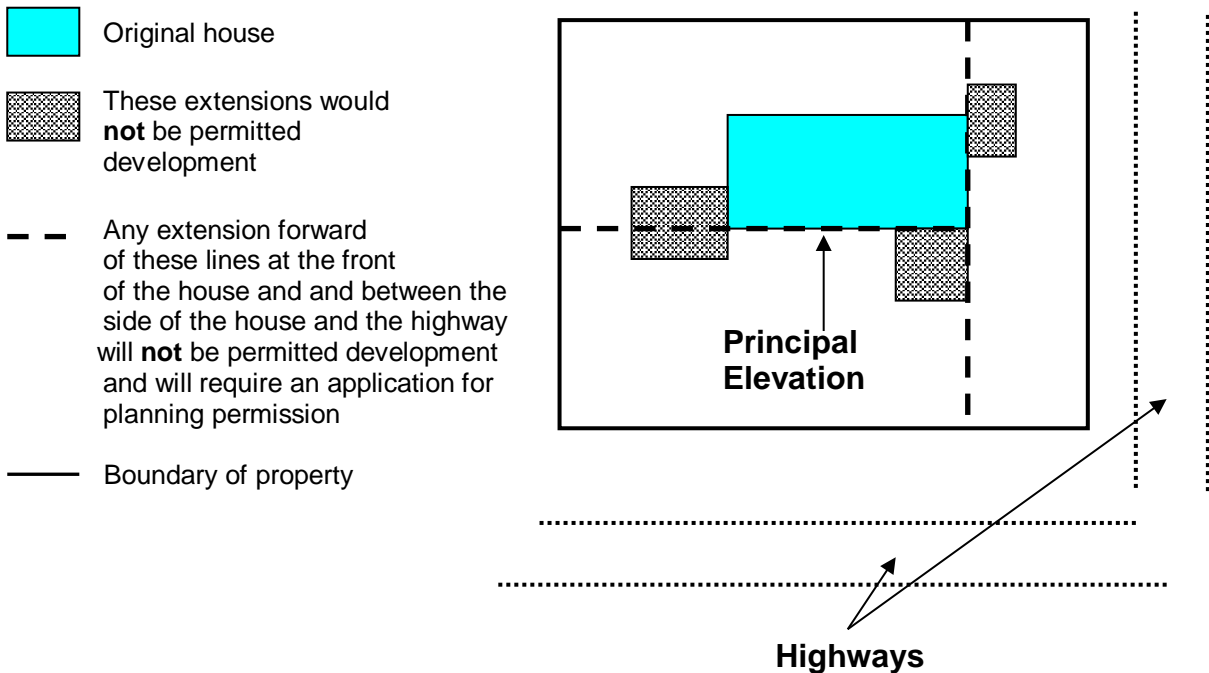 Original house
These extensions would
not be permitted
development
Any extension forward
of these lines at the front
of the house and and between the
side of the house and the highway
will not be permitted development
and will require an application for
planning permission
Boundary of property
Principal
Elevation
Highways